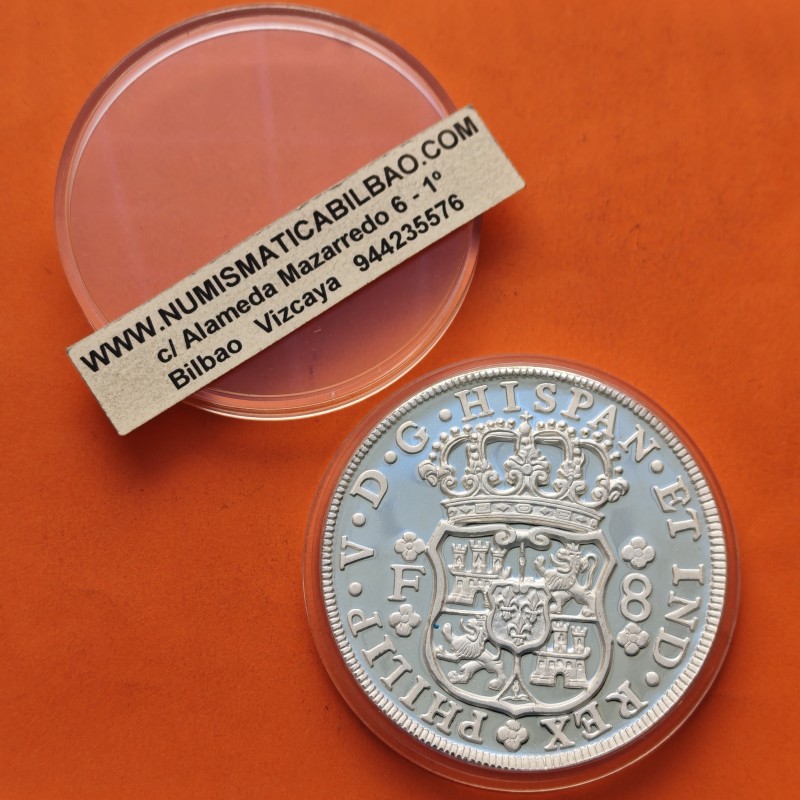 WWW.NUMISMATICABILBAO.COM
c/ Alameda Mazarredo 6 - 1º
Bilbao Vizcaya 944235576
PHILIP·V·D·G·HISPAN·ET IND·REX
F 8